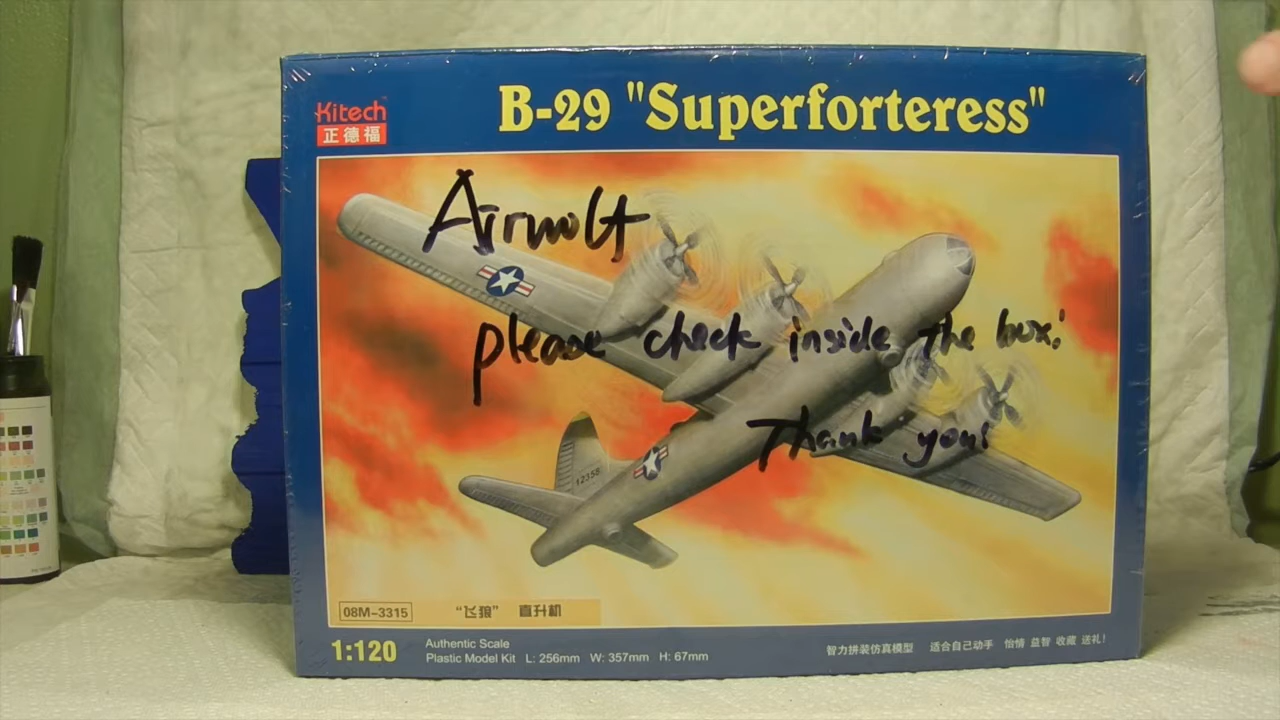 Kitech
正德福
B-29 "Superforteress"
Airwolf
please check inside the box!
Thank you!
12358
08M-3315 "飞狼" 直升机
1:120
Authentic Scale
Plastic Model Kit L: 256mm W: 357mm H: 67mm
智力拼装仿真模型 适合自己动手 怡情 益智 收藏 送礼!